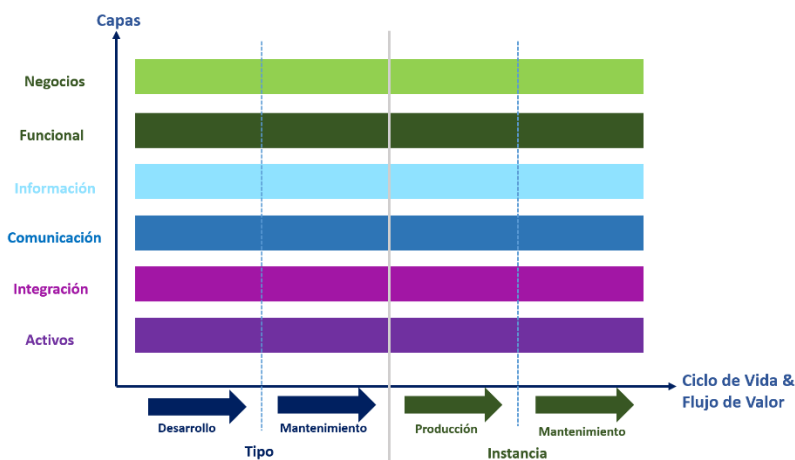 Capas
Negocios
Funcional
Información
Comunicación
Integración
Activos
Ciclo de Vida &
Flujo de Valor
Desarrollo
Mantenimiento
Producción
Mantenimiento
Tipo
Instancia